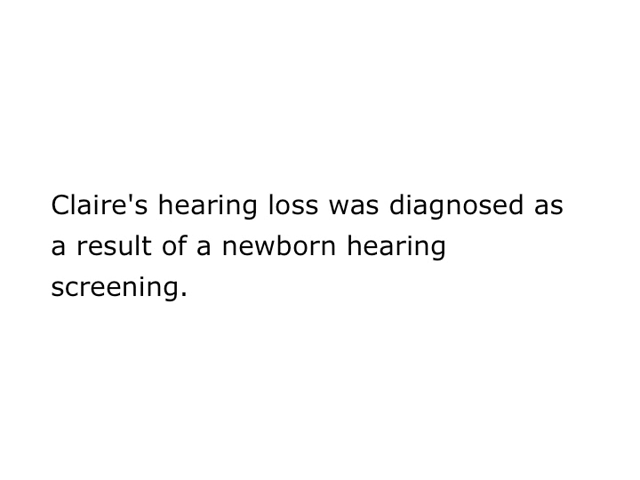 Claire's hearing loss was diagnosed as
a result of a newborn hearing
screening.